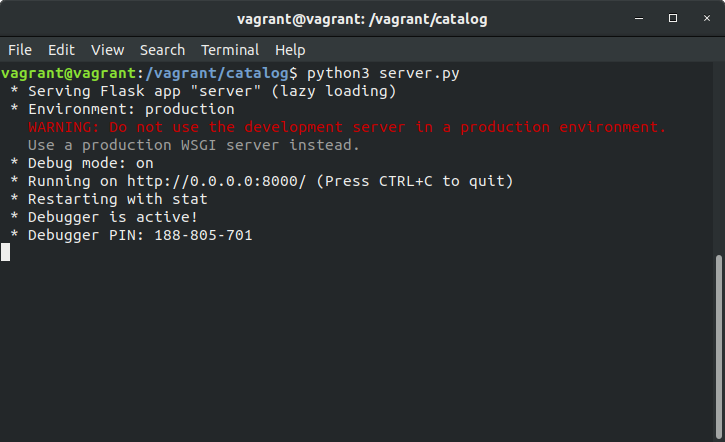 vagrant@vagrant: /vagrant/catalog
File Edit View Search Terminal Help
vagrant@vagrant:/vagrant/catalog$ python3 server.py
 * Serving Flask app "server" (lazy loading)
 * Environment: production
   WARNING: Do not use the development server in a production environment.
   Use a production WSGI server instead.
 * Debug mode: on
 * Running on http://0.0.0.0:8000/ (Press CTRL+C to quit)
 * Restarting with stat
 * Debugger is active!
 * Debugger PIN: 188-805-701